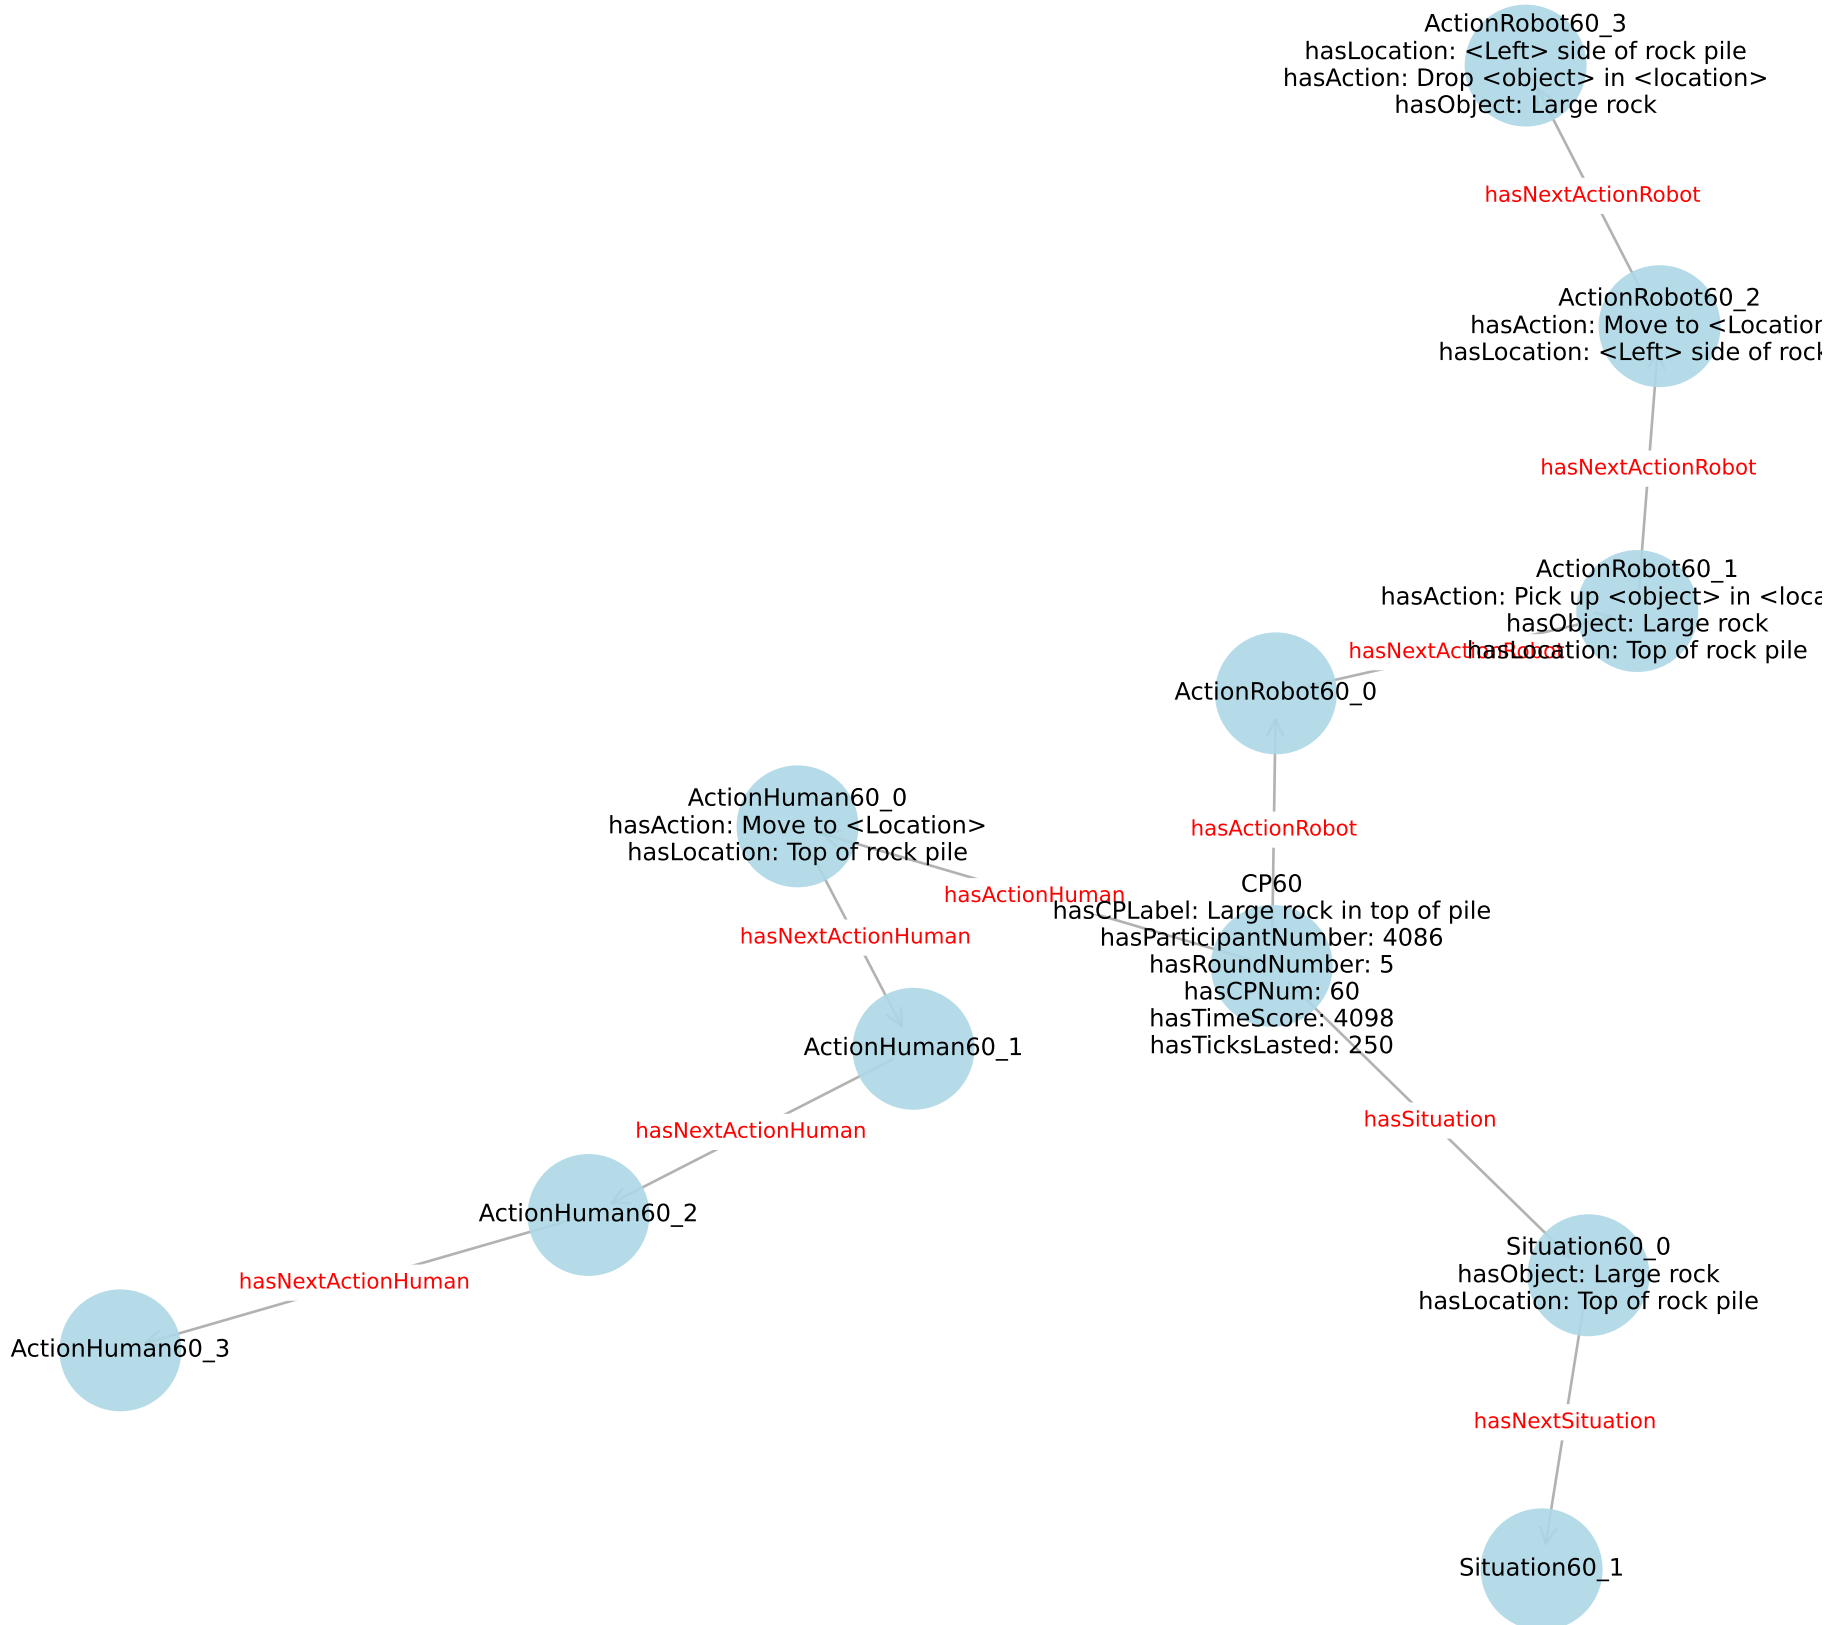 ActionRobot60_3
hasLocation: <Left> side of rock pile
hasAction: Drop <object> in <location>
hasObject: Large rock
hasNextActionRobot
ActionRobot60_2
hasAction: Move to <Location
hasLocation: <Left> side of rock
hasNextActionRobot
ActionRobot60_1
hasAction: Pick up <object> in <loca
hasObject: Large rock
hasLocation: Top of rock pile
hasNextActionRobot
ActionRobot60_0
hasActionRobot
ActionHuman60_0
hasAction: Move to <Location>
hasLocation: Top of rock pile
hasActionHuman
CP60
hasCPLabel: Large rock in top of pile
hasParticipantNumber: 4086
hasRoundNumber: 5
hasCPNum: 60
hasTimeScore: 4098
hasTicksLasted: 250
hasNextActionHuman
ActionHuman60_1
hasNextActionHuman
ActionHuman60_2
hasNextActionHuman
ActionHuman60_3
hasSituation
Situation60_0
hasObject: Large rock
hasLocation: Top of rock pile
hasNextSituation
Situation60_1